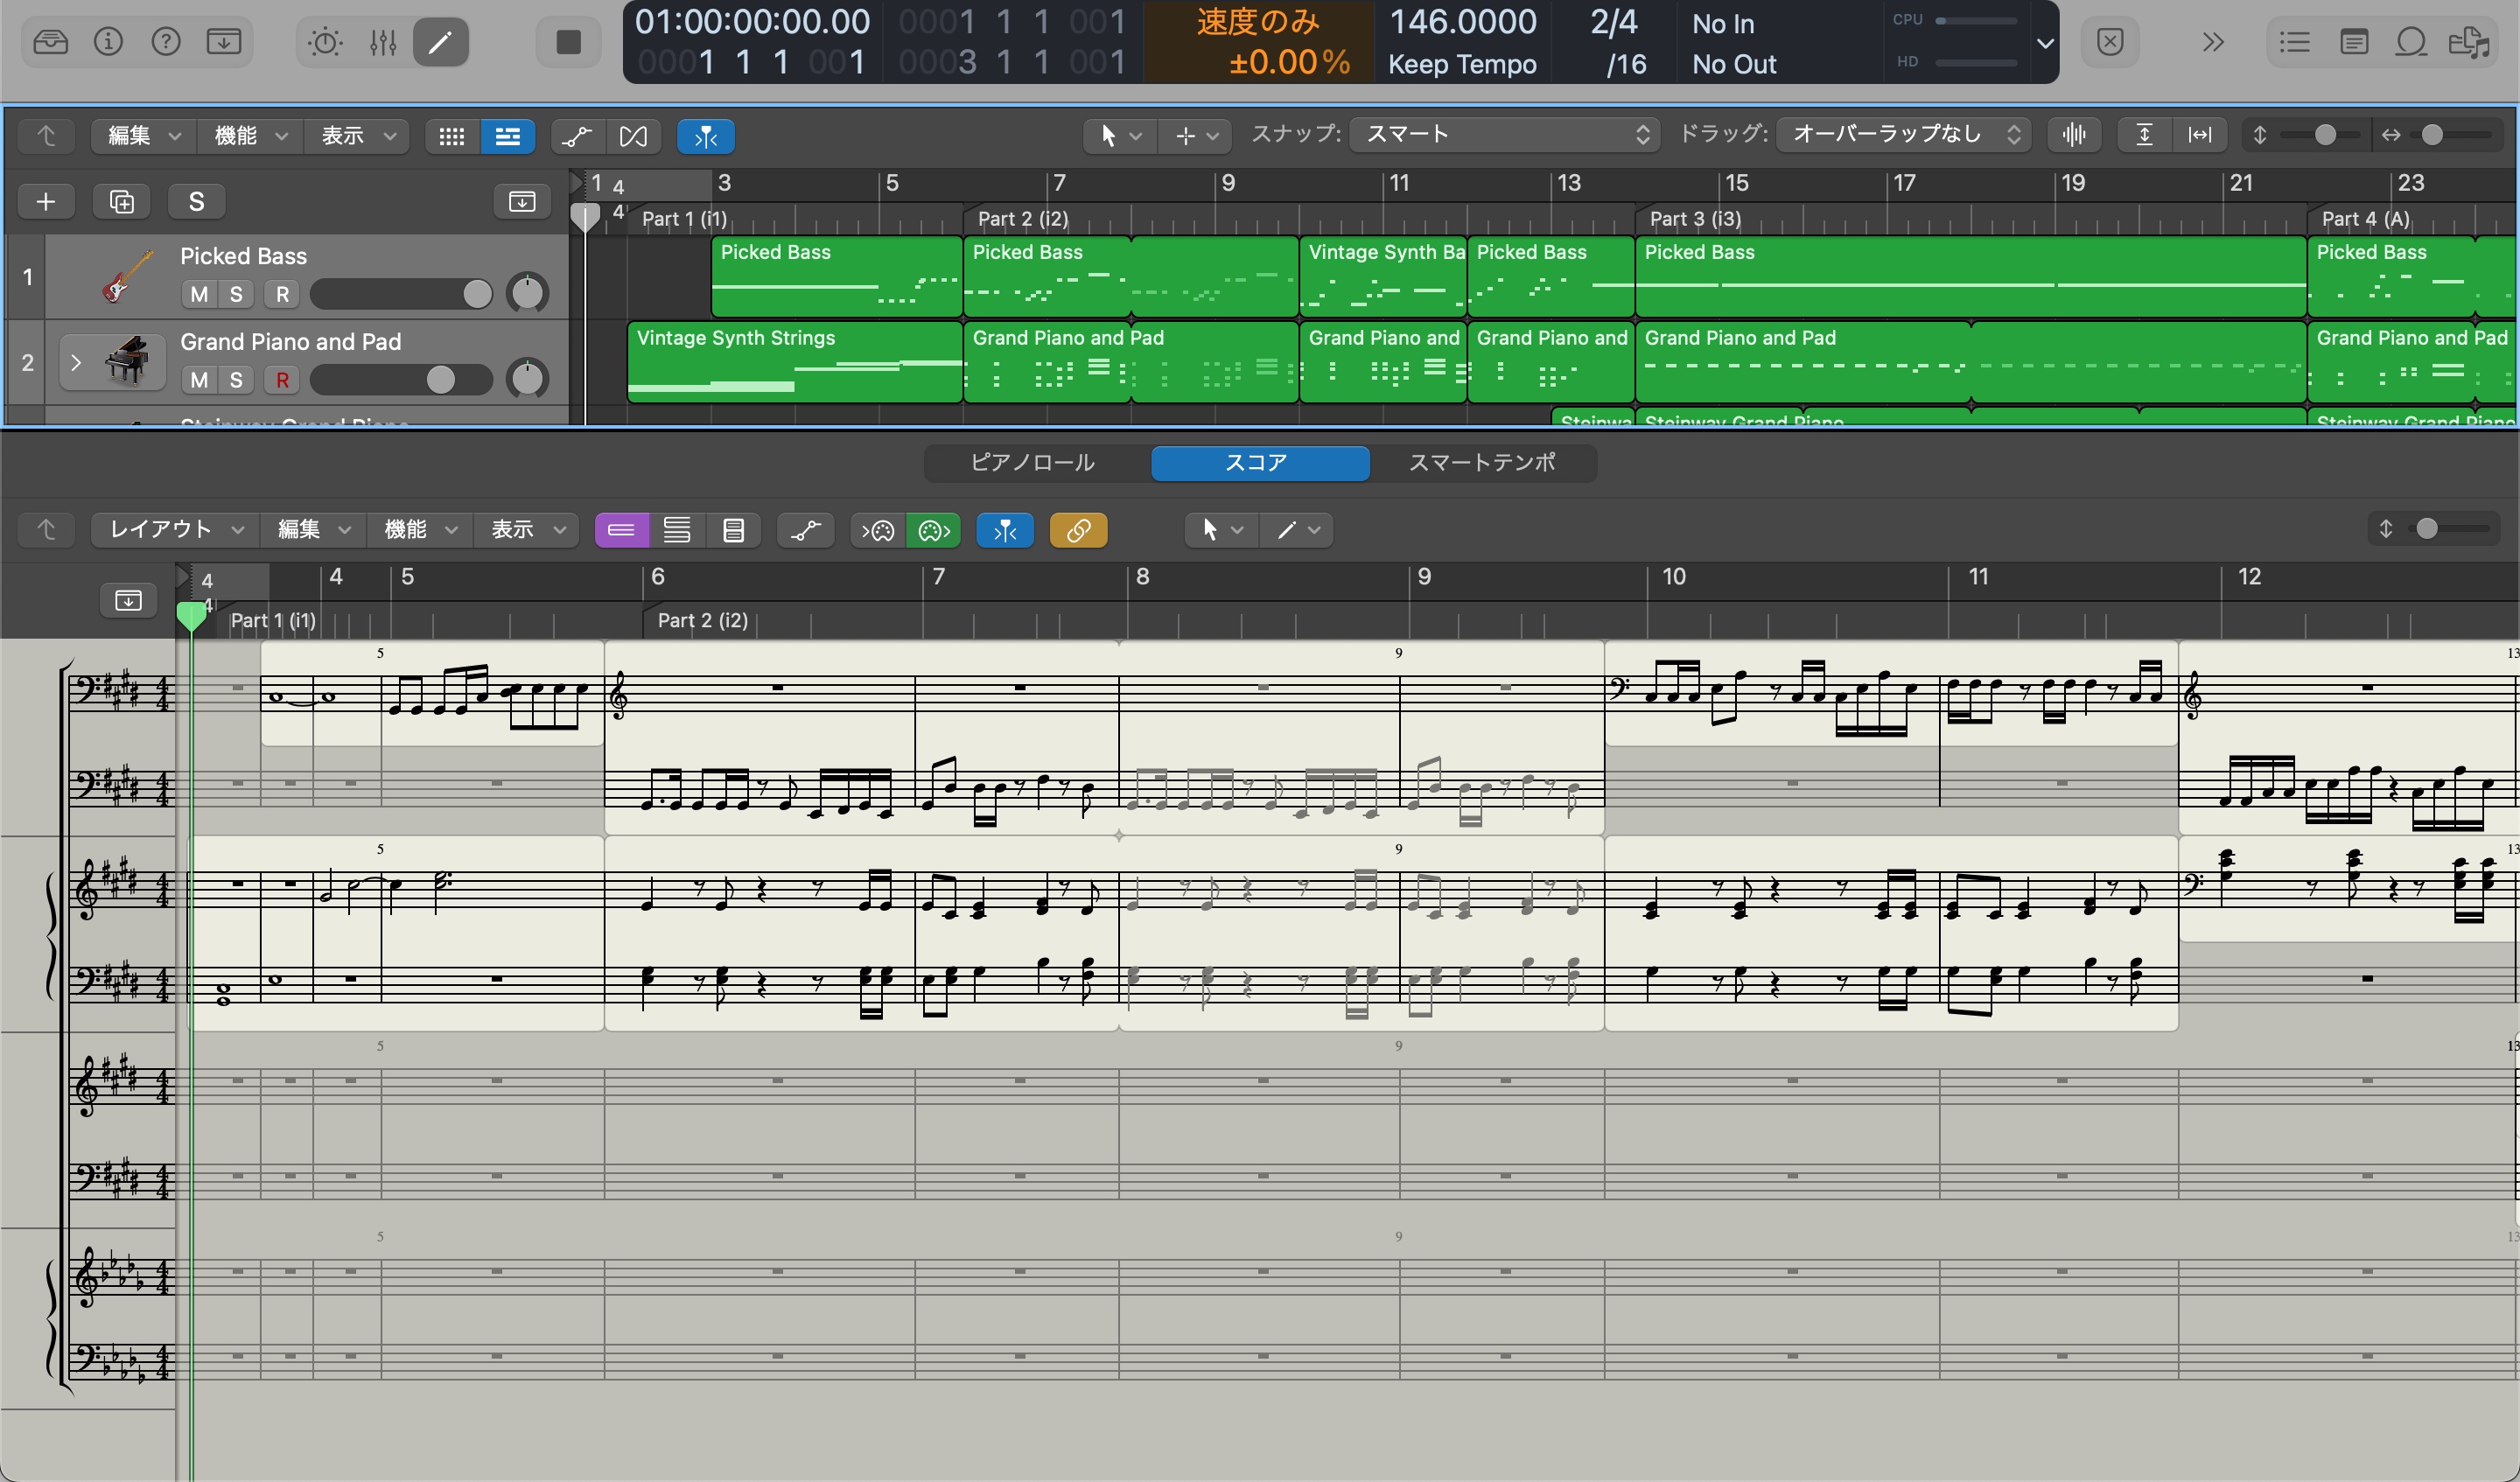 01:00:00:00.00
0001 1 1 001
速度のみ
146.0000
2/4
No In
CPU
0001 1 1 001
0003 1 1 001
±0.00%
Keep Tempo
/16
No Out
HD
編集
機能
表示
スナップ:
スマート
ドラッグ:
オーバーラップなし
S
1
4
4
3
5
7
9
11
13
15
17
19
21
23
Part 1 (i1)
Part 2 (i2)
Part 3 (i3)
Part 4 (A)
1
Picked Bass
M S R
Picked Bass
Picked Bass
Vintage Synth Ba
Picked Bass
Picked Bass
Picked Bass
2
Grand Piano and Pad
M S R
Vintage Synth Strings
Grand Piano and Pad
Grand Piano and
Grand Piano and
Grand Piano and Pad
Grand Piano and Pad
Steinway Grand Piano
Steinwa
Steinway Grand Piano
Steinway Grand Piano
ピアノロール
スコア
スマートテンポ
レイアウト
編集
機能
表示
4
4
4
5
6
7
8
9
10
11
12
Part 1 (i1)
Part 2 (i2)
5
9
13
5
9
13
5
9
13
5
9
13